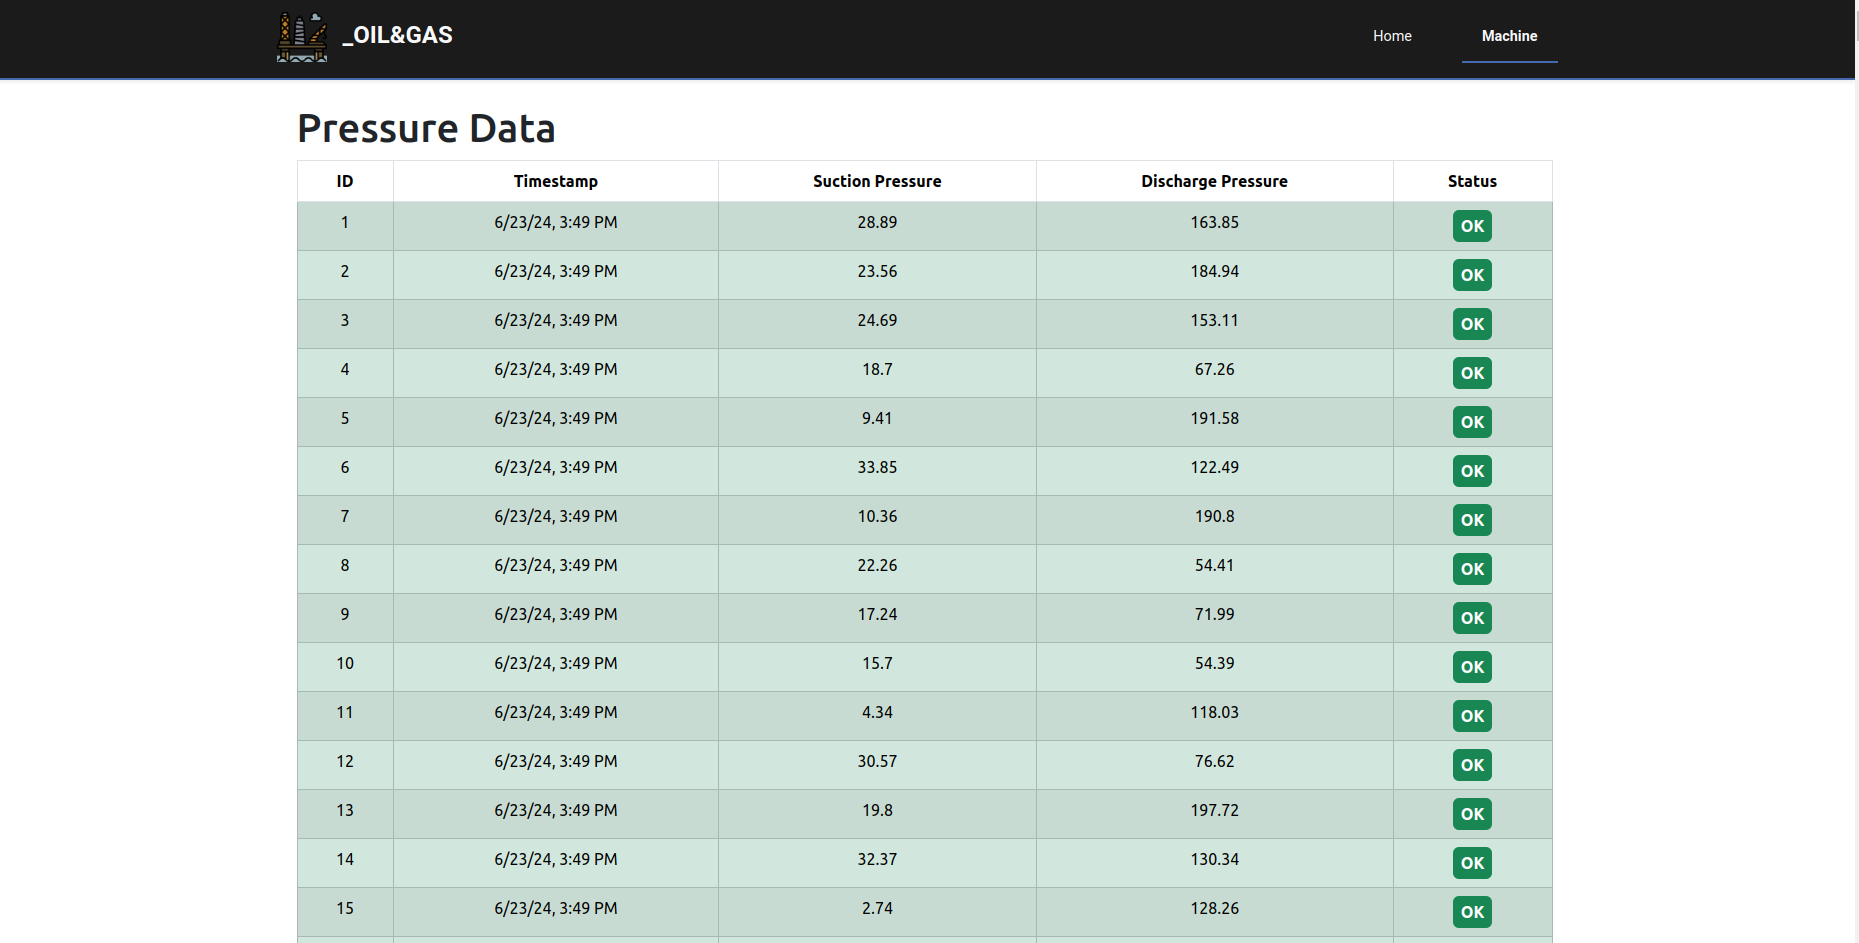 _OIL&GAS Home Machine
Pressure Data
ID Timestamp Suction Pressure Discharge Pressure Status
1 6/23/24, 3:49 PM 28.89 163.85 OK
2 6/23/24, 3:49 PM 23.56 184.94 OK
3 6/23/24, 3:49 PM 24.69 153.11 OK
4 6/23/24, 3:49 PM 18.7 67.26 OK
5 6/23/24, 3:49 PM 9.41 191.58 OK
6 6/23/24, 3:49 PM 33.85 122.49 OK
7 6/23/24, 3:49 PM 10.36 190.8 OK
8 6/23/24, 3:49 PM 22.26 54.41 OK
9 6/23/24, 3:49 PM 17.24 71.99 OK
10 6/23/24, 3:49 PM 15.7 54.39 OK
11 6/23/24, 3:49 PM 4.34 118.03 OK
12 6/23/24, 3:49 PM 30.57 76.62 OK
13 6/23/24, 3:49 PM 19.8 197.72 OK
14 6/23/24, 3:49 PM 32.37 130.34 OK
15 6/23/24, 3:49 PM 2.74 128.26 OK